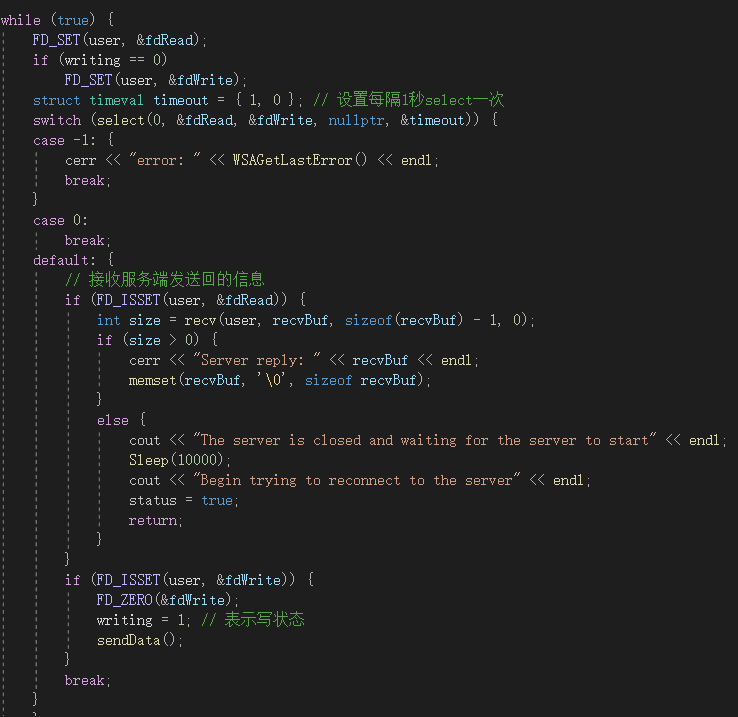 while (true) {
    FD_SET(user, &fdRead);
    if (writing == 0)
        FD_SET(user, &fdWrite);
    struct timeval timeout = { 1, 0 }; // 设置每隔1秒select一次
    switch (select(0, &fdRead, &fdWrite, nullptr, &timeout)) {
    case -1: {
        cerr << "error: " << WSAGetLastError() << endl;
        break;
    }
    case 0:
        break;
    default: {
        // 接收服务端发送回的信息
        if (FD_ISSET(user, &fdRead)) {
            int size = recv(user, recvBuf, sizeof(recvBuf) - 1, 0);
            if (size > 0) {
                cerr << "Server reply: " << recvBuf << endl;
                memset(recvBuf, '\0', sizeof recvBuf);
            }
            else {
                cout << "The server is closed and waiting for the server to start" << endl;
                Sleep(10000);
                cout << "Begin trying to reconnect to the server" << endl;
                status = true;
                return;
            }
        }
        if (FD_ISSET(user, &fdWrite)) {
            FD_ZERO(&fdWrite);
            writing = 1; // 表示写状态
            sendData();
        }
        break;
    }